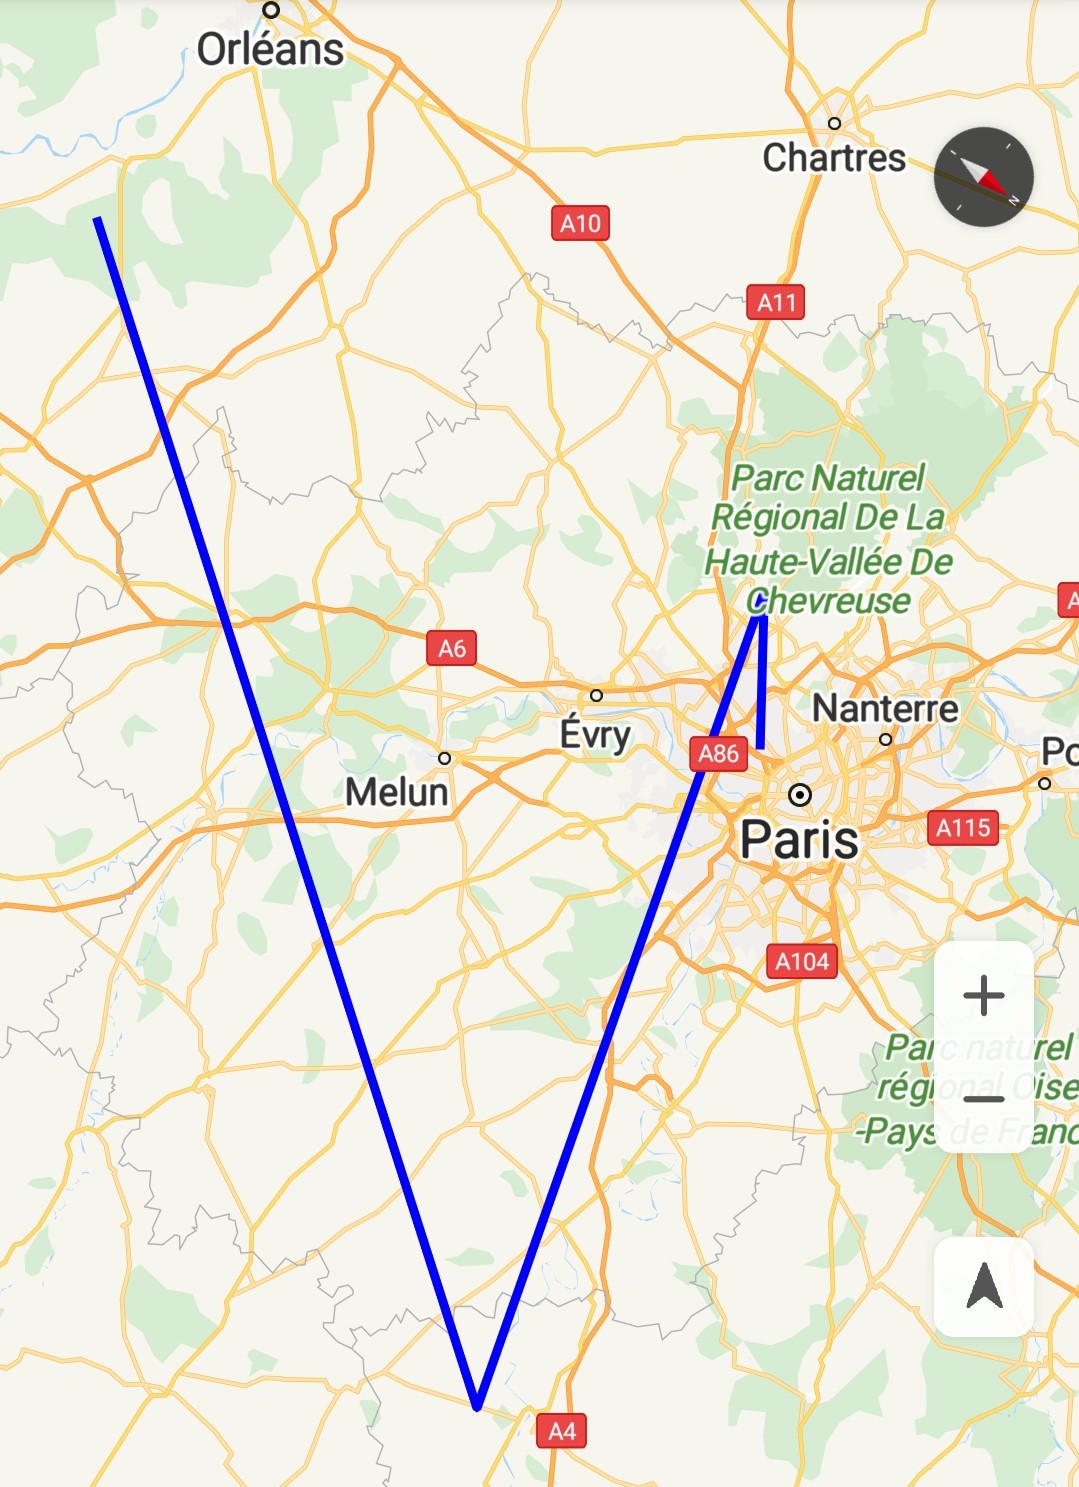 Orléans
Chartres
N
A10
A11
Parc Naturel
Régional De La
Haute-Vallée De
Chevreuse
A
A6
Nanterre
Évry
A86
Po
Melun
Paris
A115
A104
Parc naturel
régional Oise
-Pays de Franc
A4